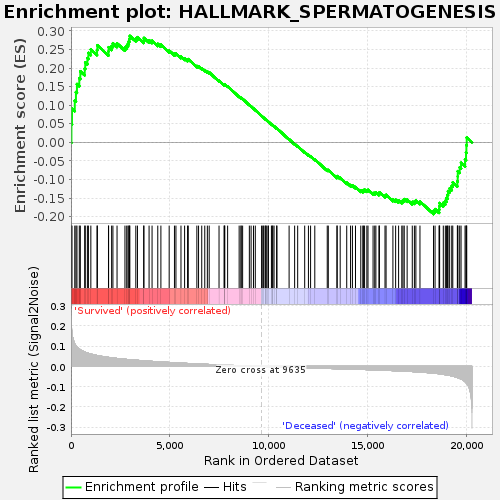 Enrichment plot: HALLMARK_SPERMATOGENESIS
Enrichment score (ES)
0.30
0.25
0.20
0.15
0.10
0.05
0.00
-0.05
-0.10
-0.15
-0.20
'Survived' (positively correlated)
Ranked list metric (Signal2Noise)
0.3
0.2
0.1
0.0
-0.1
-0.2
-0.3
Zero cross at 9635
'Deceased' (negatively correlated)
0
5,000
10,000
15,000
20,000
Rank in Ordered Dataset
Enrichment profile
Hits
Ranking metric scores